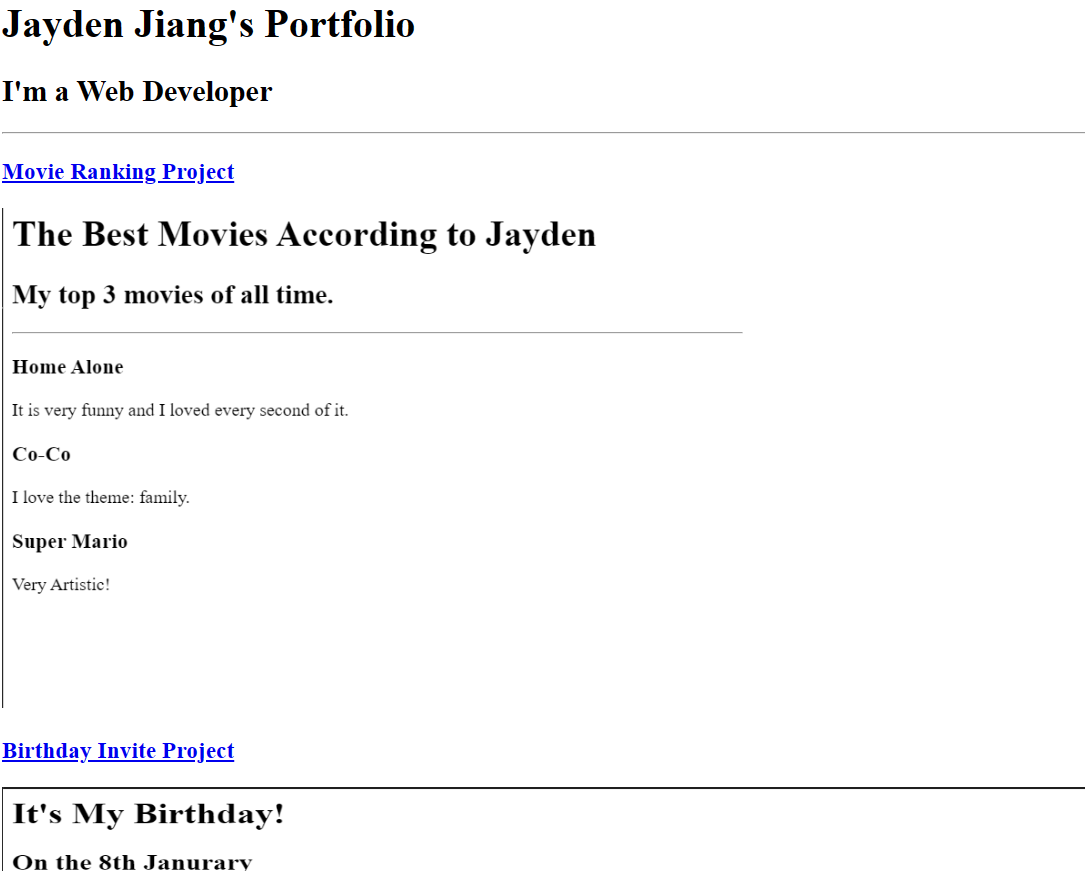 Jayden Jiang's Portfolio
I'm a Web Developer
Movie Ranking Project
The Best Movies According to Jayden
My top 3 movies of all time.
Home Alone
It is very funny and I loved every second of it.
Co-Co
I love the theme: family.
Super Mario
Very Artistic!
Birthday Invite Project
It's My Birthday!
On the 8th Janurary